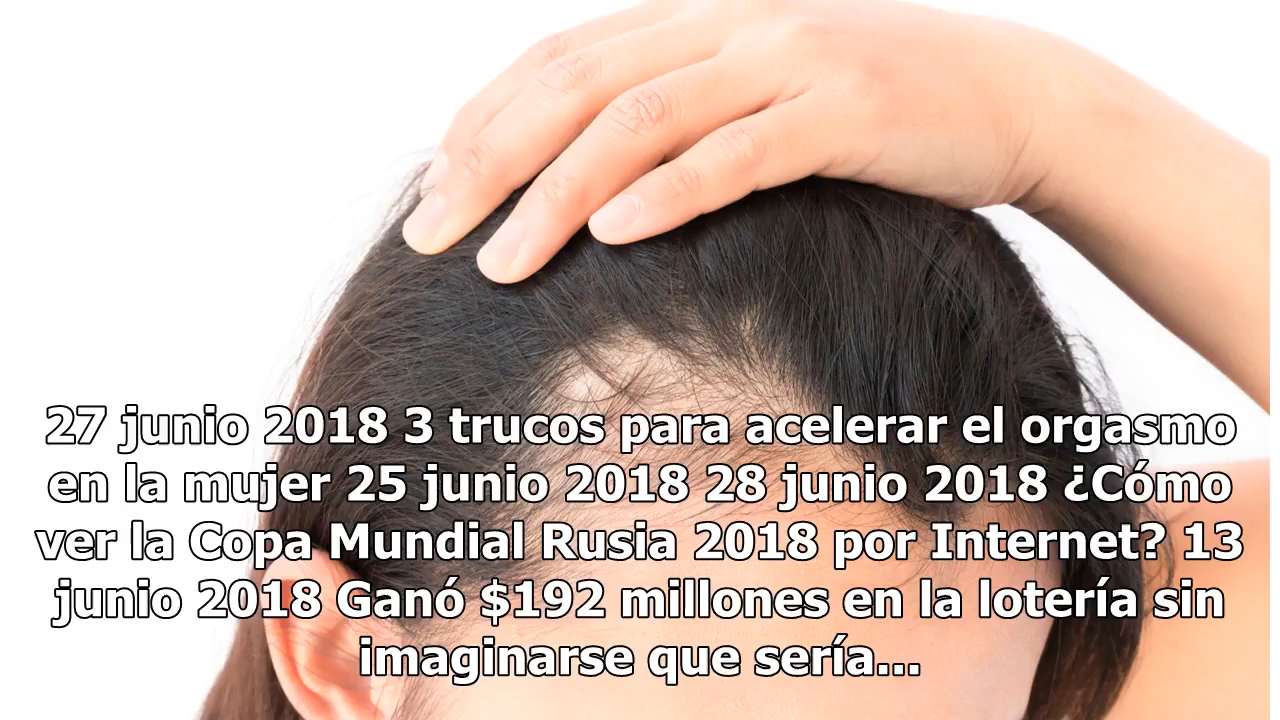 27 junio 2018 3 trucos para acelerar el orgasmo
en la mujer 25 junio 2018 28 junio 2018 ¿Cómo
ver la Copa Mundial Rusia 2018 por Internet? 13
junio 2018 Ganó $192 millones en la lotería sin
imaginarse que sería...